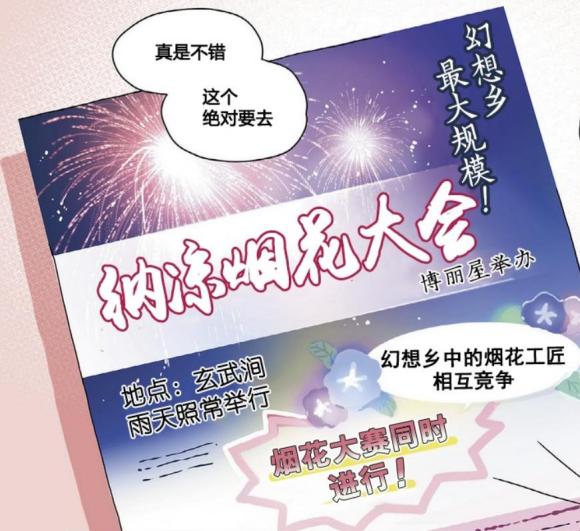 真是不错
这个
绝对要去
幻想乡
最大规模！
纳凉烟花大会
博丽屋举办
幻想乡中的烟花工匠
相互竞争
地点：玄武涧
雨天照常举行
烟花大赛同时
进行！